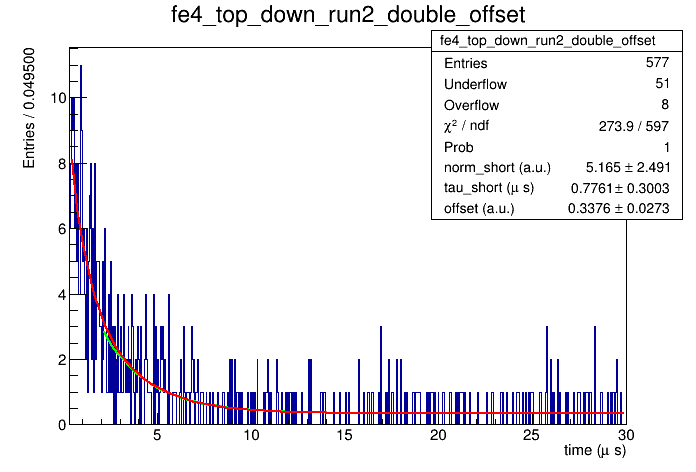 fe4_top_down_run2_double_offset
fe4_top_down_run2_double_offset
Entries 577
Underflow 51
Overflow 8
χ² / ndf 273.9 / 597
Prob 1
norm_short (a.u.) 5.165 ± 2.491
tau_short (μ s) 0.7761 ± 0.3003
offset (a.u.) 0.3376 ± 0.0273
Entries / 0.049500
10
8
6
4
2
0
5 10 15 20 25 30
time (μ s)